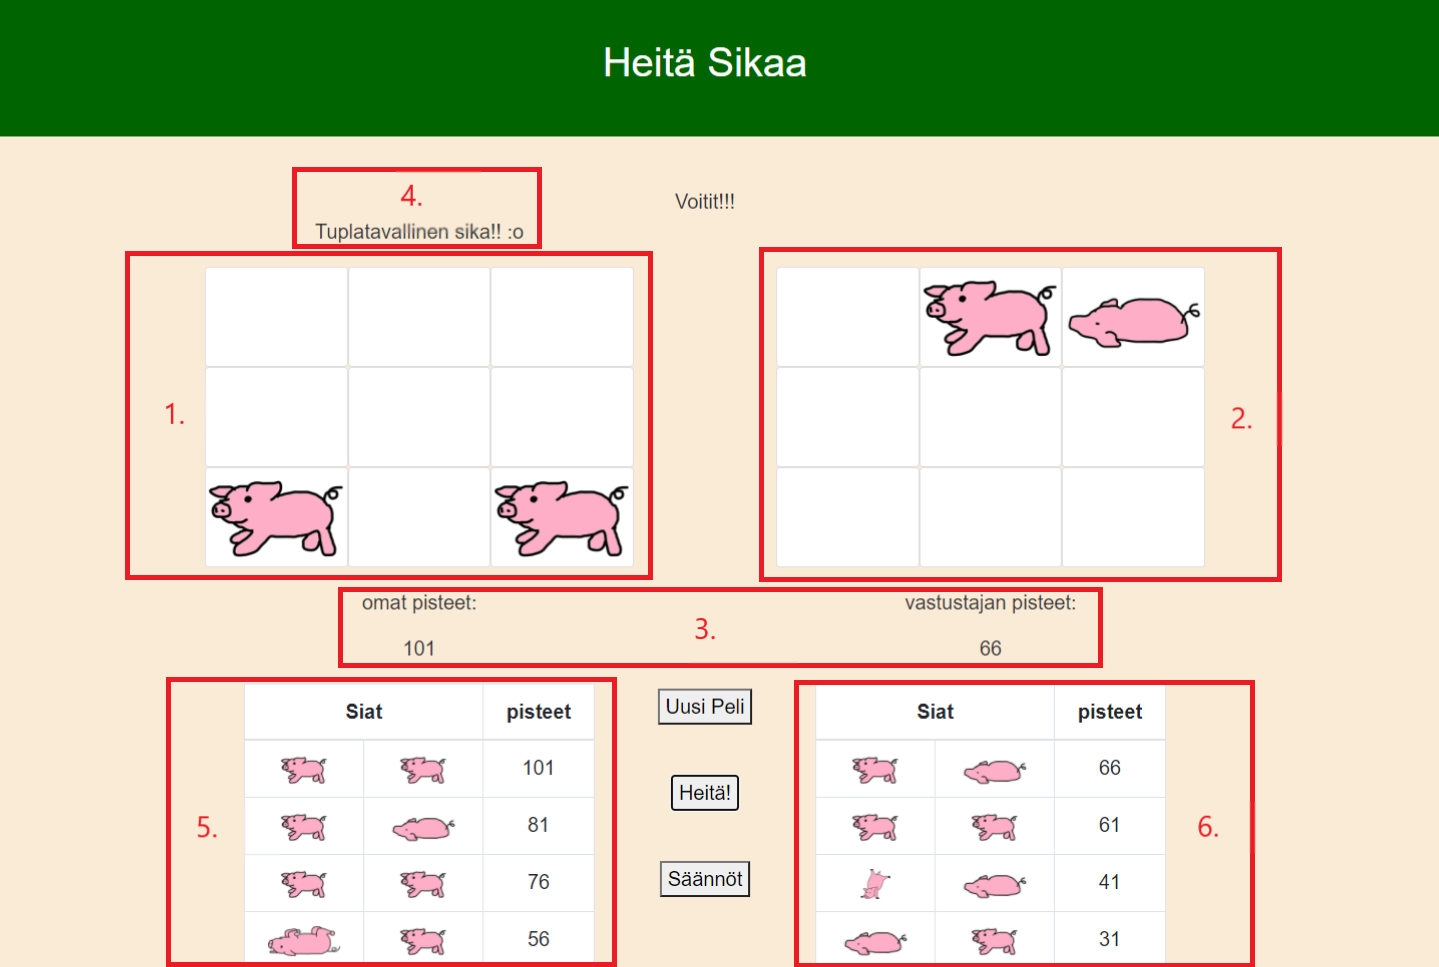 Heitä Sikaa
4.
Voitit!!!
Tuplatavallinen sika!! :o
1.
2.
omat pisteet:
vastustajan pisteet:
3.
101
66
Siat pisteet
101
81
76
56
5.
Uusi Peli
Heitä!
Säännöt
Siat pisteet
66
61
41
31
6.